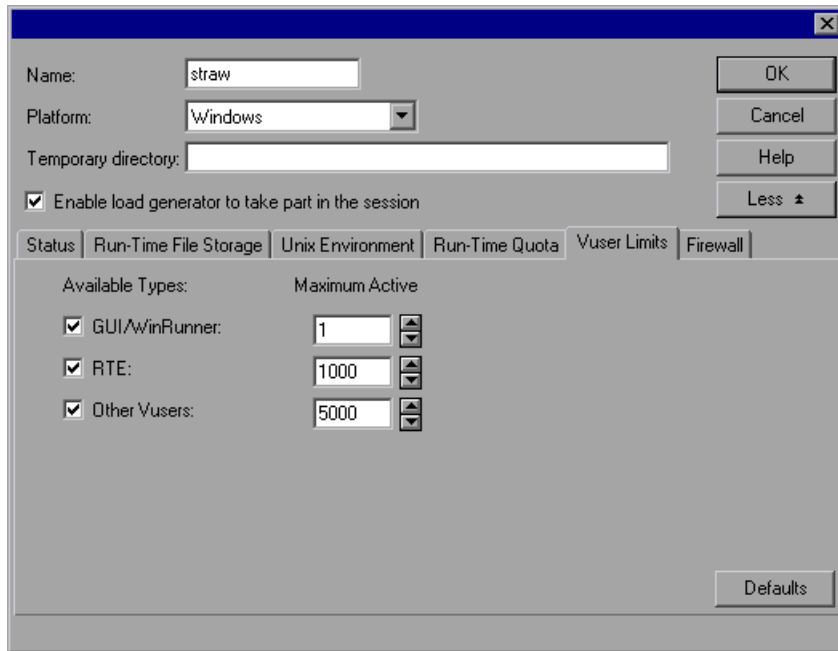 Name: straw
OK
Platform: Windows
Cancel
Temporary directory:
Help
Enable load generator to take part in the session
Less
Status Run-Time File Storage Unix Environment Run-Time Quota Vuser Limits Firewall
Available Types: Maximum Active
GUI/WinRunner: 1
RTE: 1000
Other Vusers: 5000
Defaults